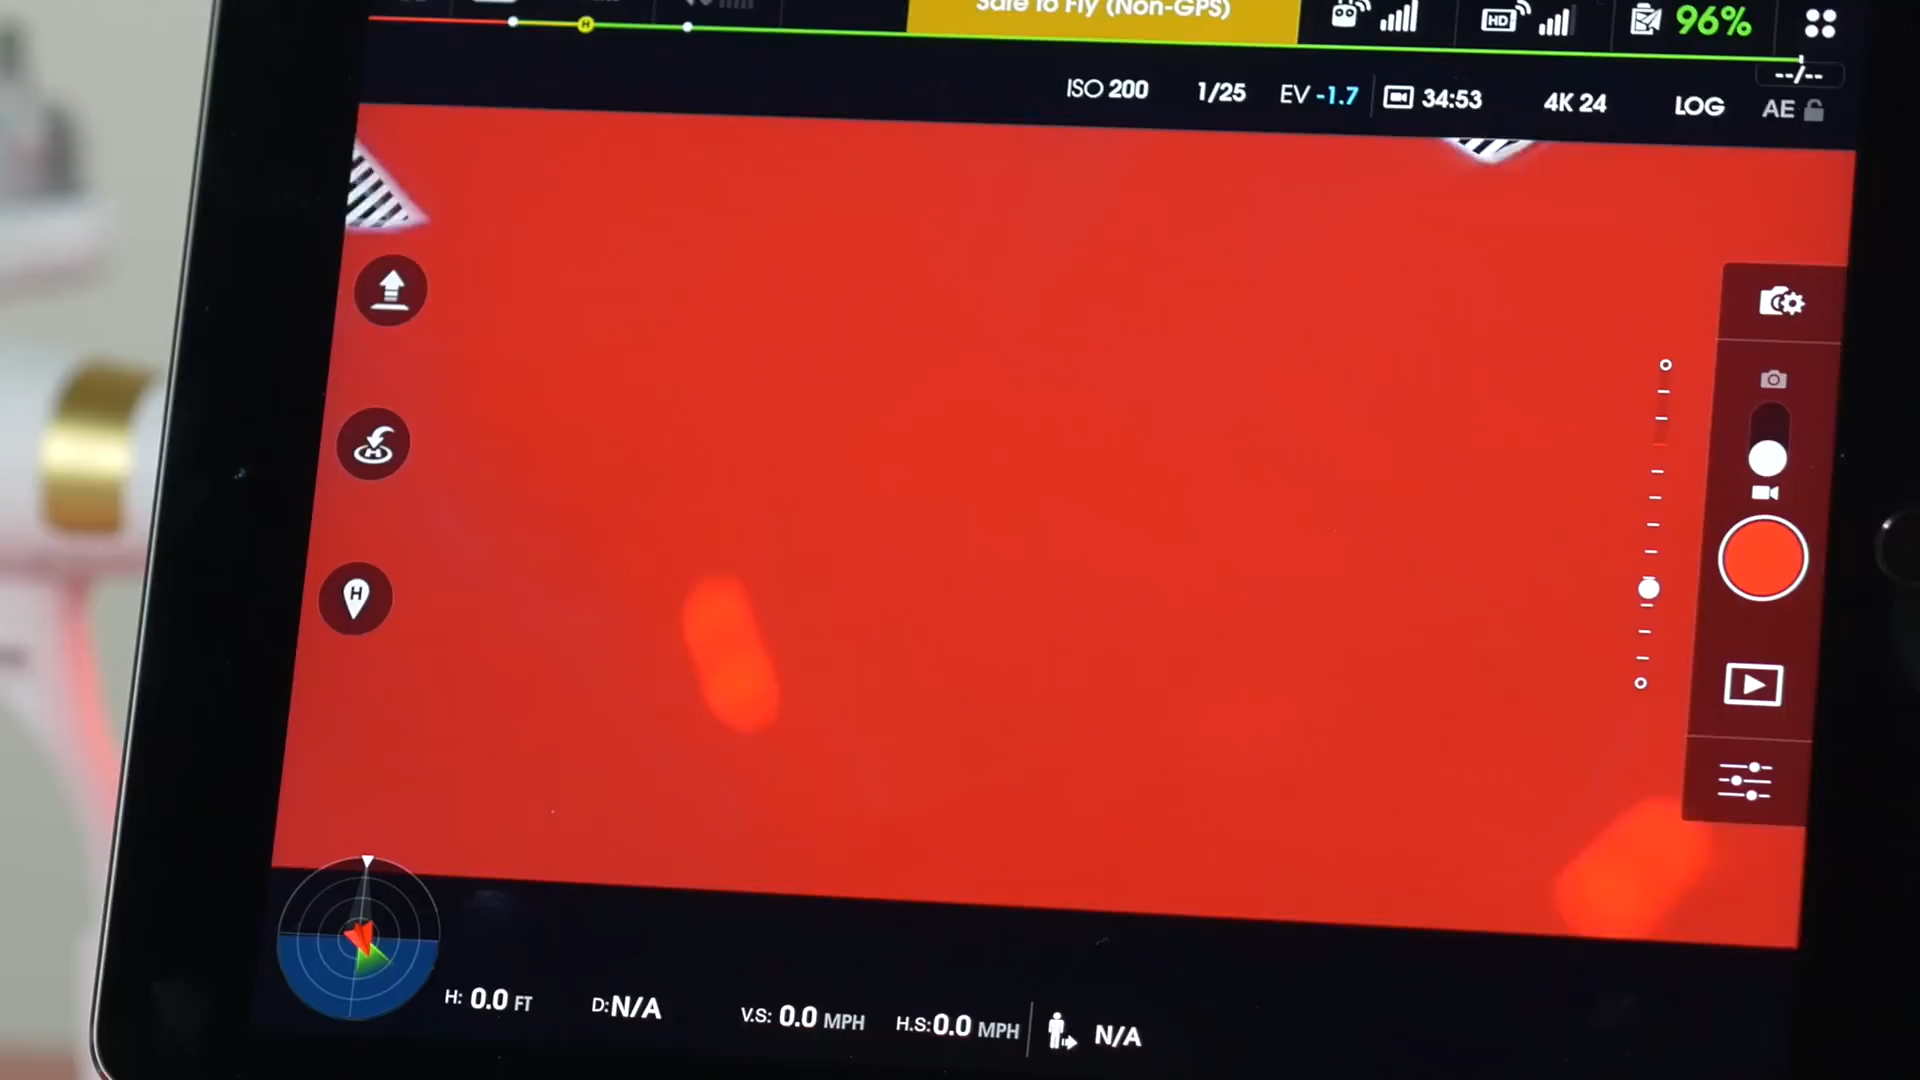 Safe to Fly (Non-GPS)
HD
96%
H
--/--
ISO 200
1/25
EV -1.7
34:53
4K 24
LOG
AE
H
H
H: 0.0 FT
D:N/A
V.S: 0.0 MPH
H.S:0.0 MPH
N/A